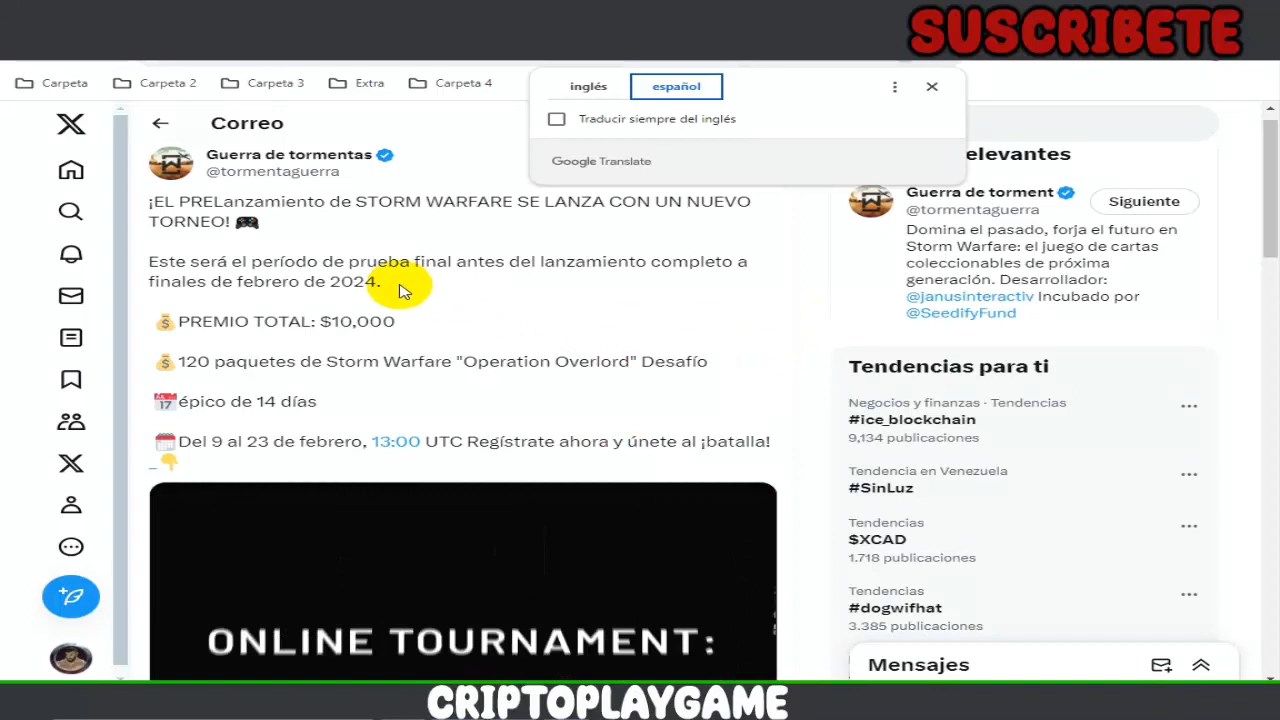 SUSCRIBETE
Carpeta
Carpeta 2
Carpeta 3
Extra
Carpeta 4
inglés
español
Traducir siempre del inglés
Google Translate
Correo
Guerra de tormentas
@tormentaguerra
¡EL PRELanzamiento de STORM WARFARE SE LANZA CON UN NUEVO
TORNEO!
Este será el período de prueba final antes del lanzamiento completo a
finales de febrero de 2024.
PREMIO TOTAL: $10,000
120 paquetes de Storm Warfare "Operation Overlord" Desafío
épico de 14 días
Del 9 al 23 de febrero, 13:00 UTC Regístrate ahora y únete al ¡batalla!
ONLINE TOURNAMENT:
elevantes
Guerra de torment
@tormentaguerra
Siguiente
Domina el pasado, forja el futuro en
Storm Warfare: el juego de cartas
coleccionables de próxima
generación. Desarrollador:
@janusinteractiv Incubado por
@SeedifyFund
Tendencias para ti
Negocios y finanzas · Tendencias
#ice_blockchain
9,134 publicaciones
Tendencia en Venezuela
#SinLuz
Tendencias
$XCAD
1.718 publicaciones
Tendencias
#dogwifhat
3.385 publicaciones
Mensajes
CRIPTOPLAYGAME